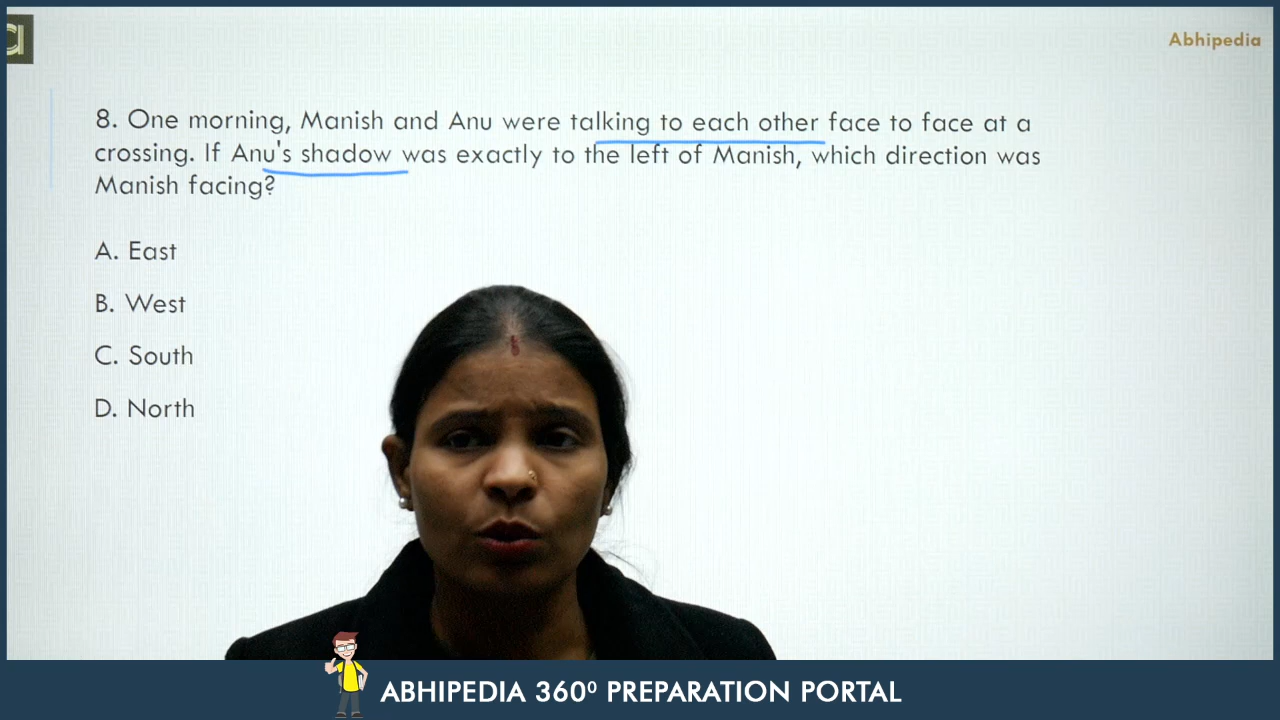 Abhipedia
8. One morning, Manish and Anu were talking to each other face to face at a
crossing. If Anu's shadow was exactly to the left of Manish, which direction was
Manish facing?
A. East
B. West
C. South
D. North
ABHIPEDIA 360⁰ PREPARATION PORTAL